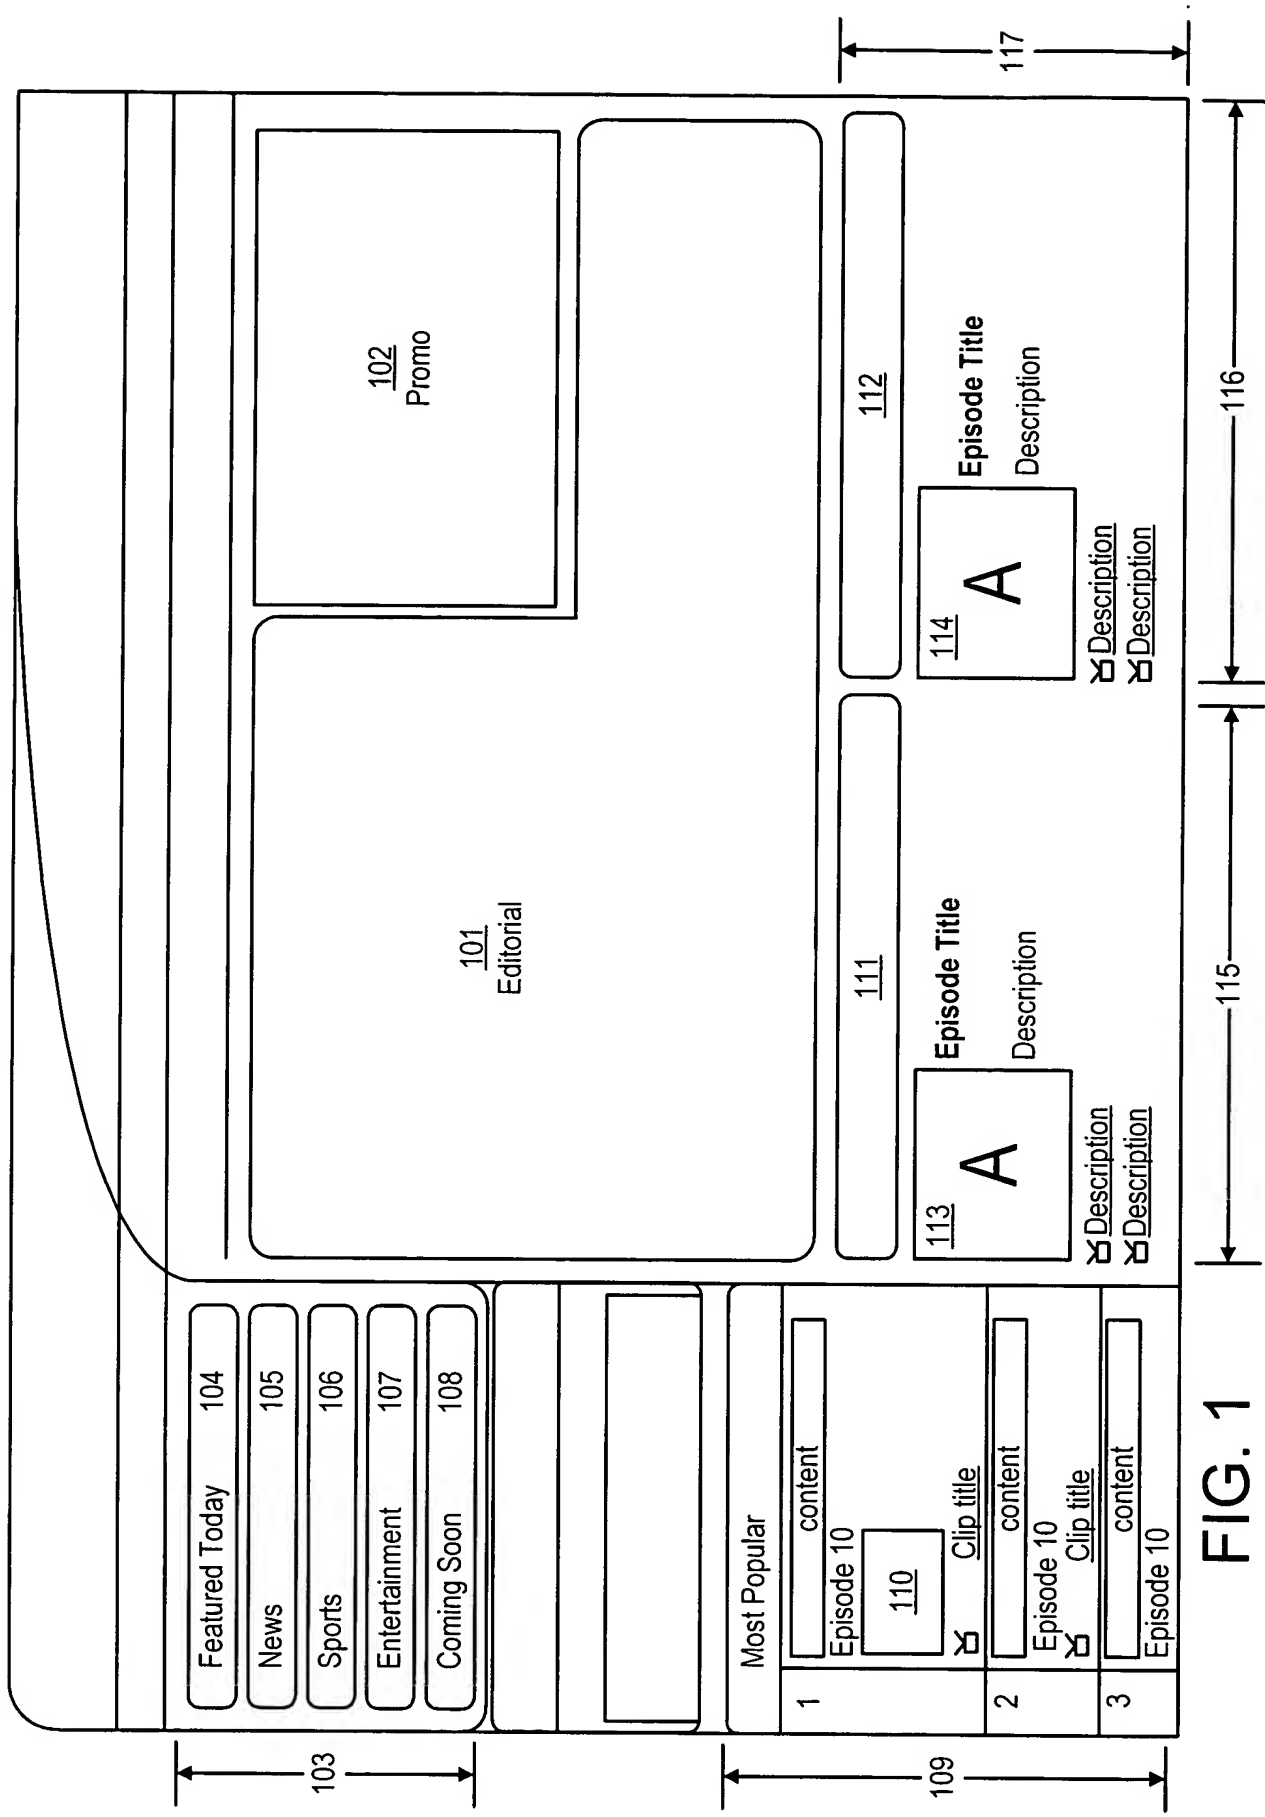 103
Featured Today 104
News 105
Sports 106
Entertainment 107
Coming Soon 108
109
Most Popular
1
content
Episode 10
110
Clip title
2
content
Episode 10
Clip title
3
content
Episode 10
101
Editorial
102
Promo
111
113
A
Episode Title
Description
Description
Description
112
114
A
Episode Title
Description
Description
Description
117
115
116
FIG. 1